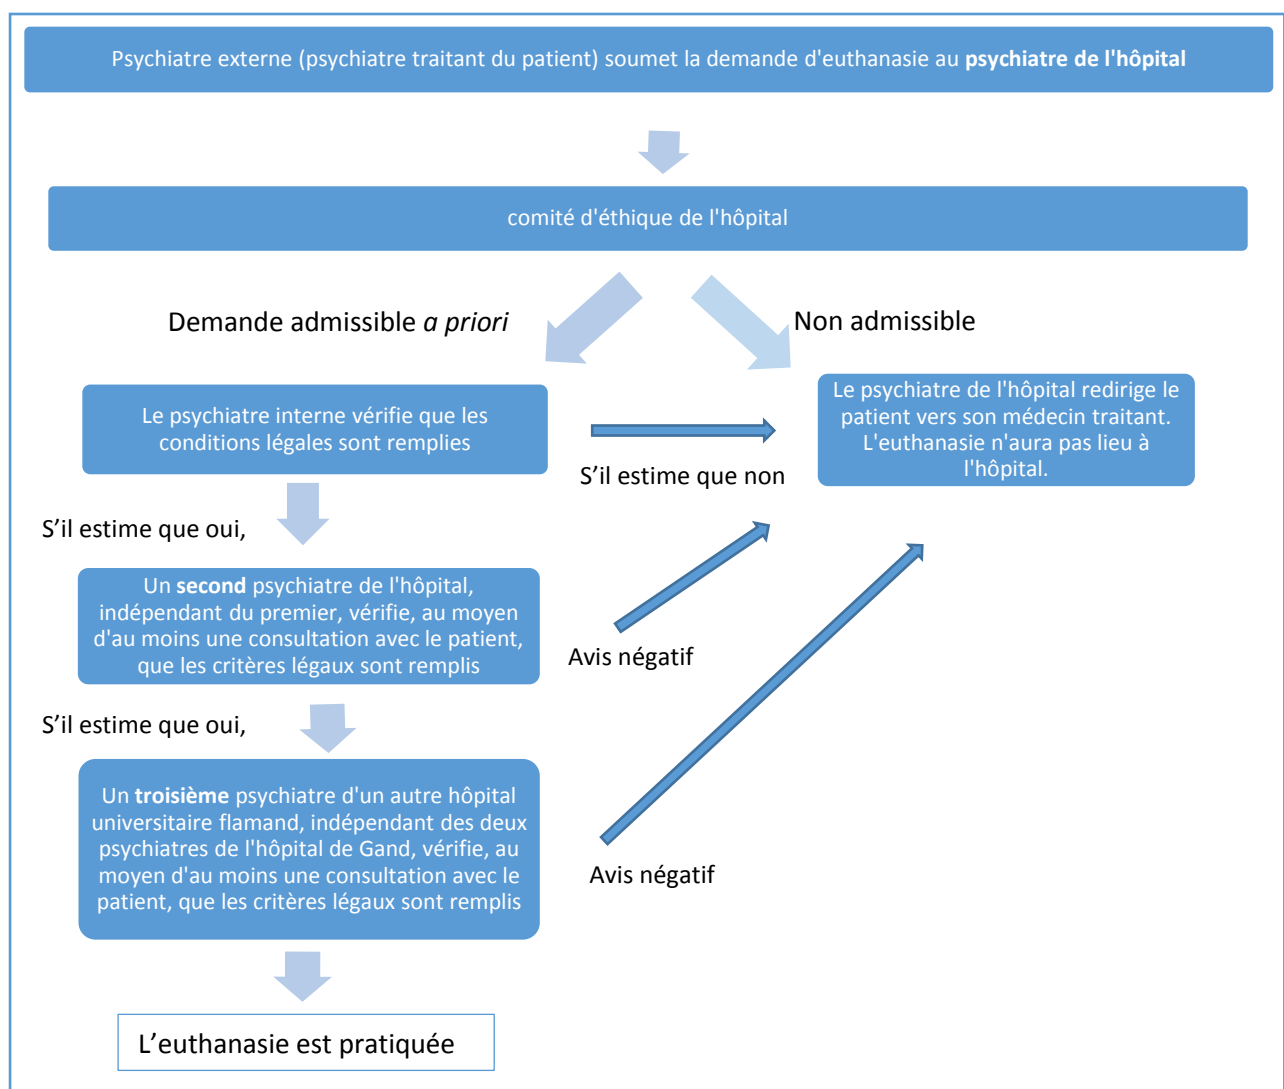 Psychiatre externe (psychiatre traitant du patient) soumet la demande d'euthanasie au psychiatre de l'hôpital
comité d'éthique de l'hôpital
Demande admissible a priori
Non admissible
Le psychiatre interne vérifie que les
conditions légales sont remplies
S’il estime que non
Le psychiatre de l'hôpital redirige le
patient vers son médecin traitant.
L'euthanasie n'aura pas lieu à
l'hôpital.
S’il estime que oui,
Un second psychiatre de l'hôpital,
indépendant du premier, vérifie, au moyen
d'au moins une consultation avec le patient,
que les critères légaux sont remplis
Avis négatif
S’il estime que oui,
Un troisième psychiatre d'un autre hôpital
universitaire flamand, indépendant des deux
psychiatres de l'hôpital de Gand, vérifie, au
moyen d'au moins une consultation avec le
patient, que les critères légaux sont remplis
Avis négatif
L’euthanasie est pratiquée